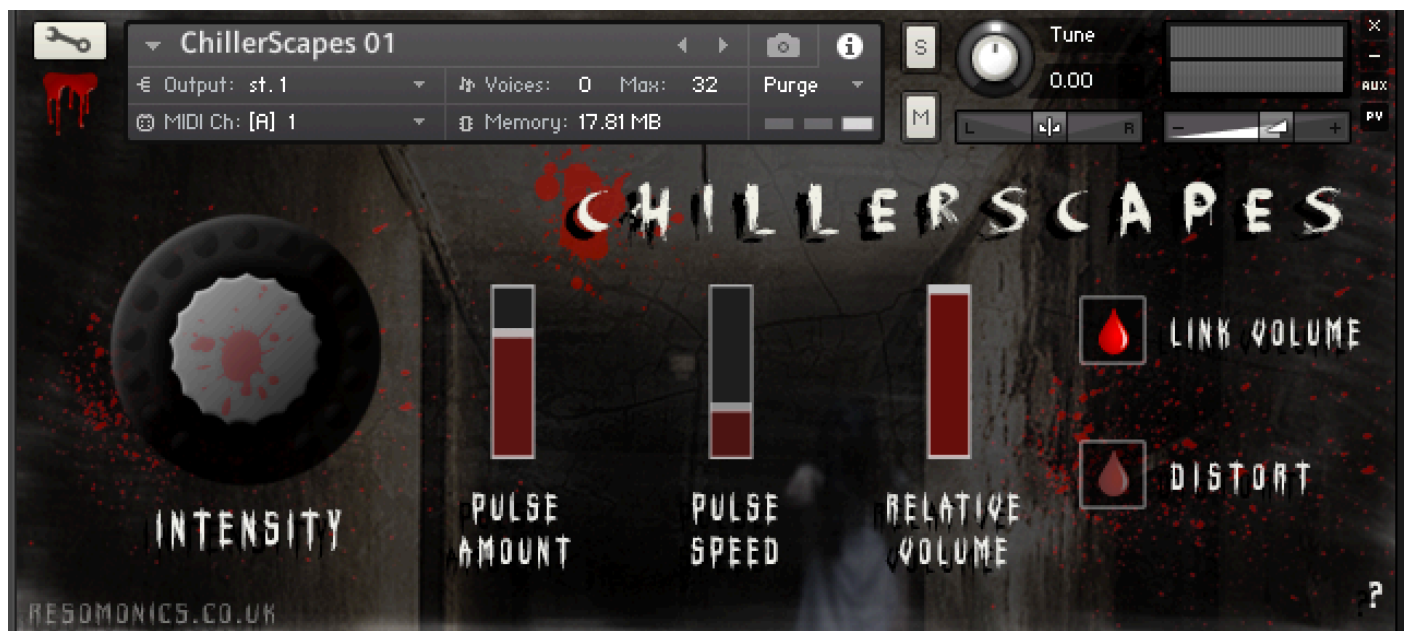 ChillerScapes 01
Output: st.1
Voices: 0 Max: 32
Purge
MIDI Ch: [A] 1
Memory: 17.81 MB
S
M
Tune
0.00
L R
- +
×
–
AUX
PV
CHILLERSCAPES
LINK VOLUME
DISTORT
INTENSITY
PULSE
AMOUNT
PULSE
SPEED
RELATIVE
VOLUME
RESOMONICS.CO.UK
?